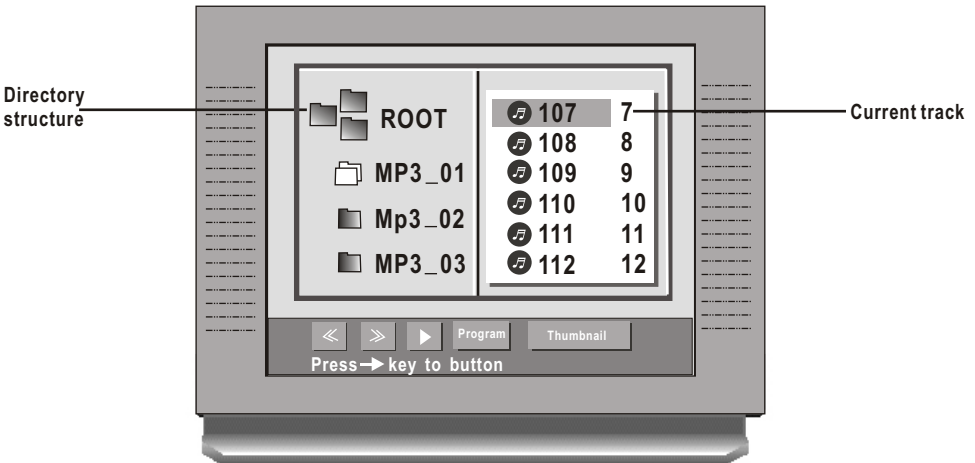 Directory
structure
ROOT
MP3_01
Mp3_02
MP3_03
107 7
108 8
109 9
110 10
111 11
112 12
Current track
Program Thumbnail
Press→ key to button